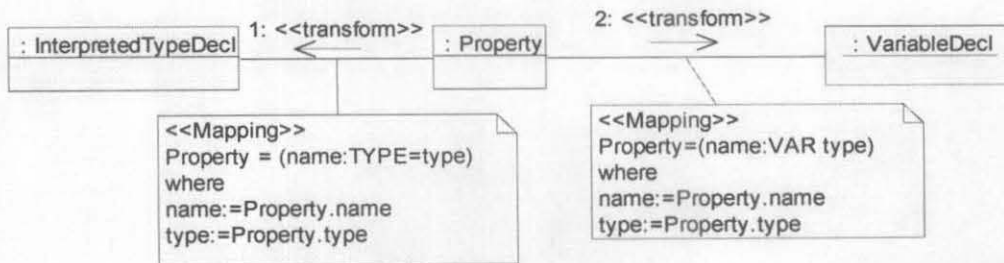 1: <<transform>>
2: <<transform>>
: InterpretedTypeDecl
: Property
: VariableDecl
<<Mapping>>
Property = (name:TYPE=type)
where
name:=Property.name
type:=Property.type
<<Mapping>>
Property=(name:VAR type)
where
name:=Property.name
type:=Property.type